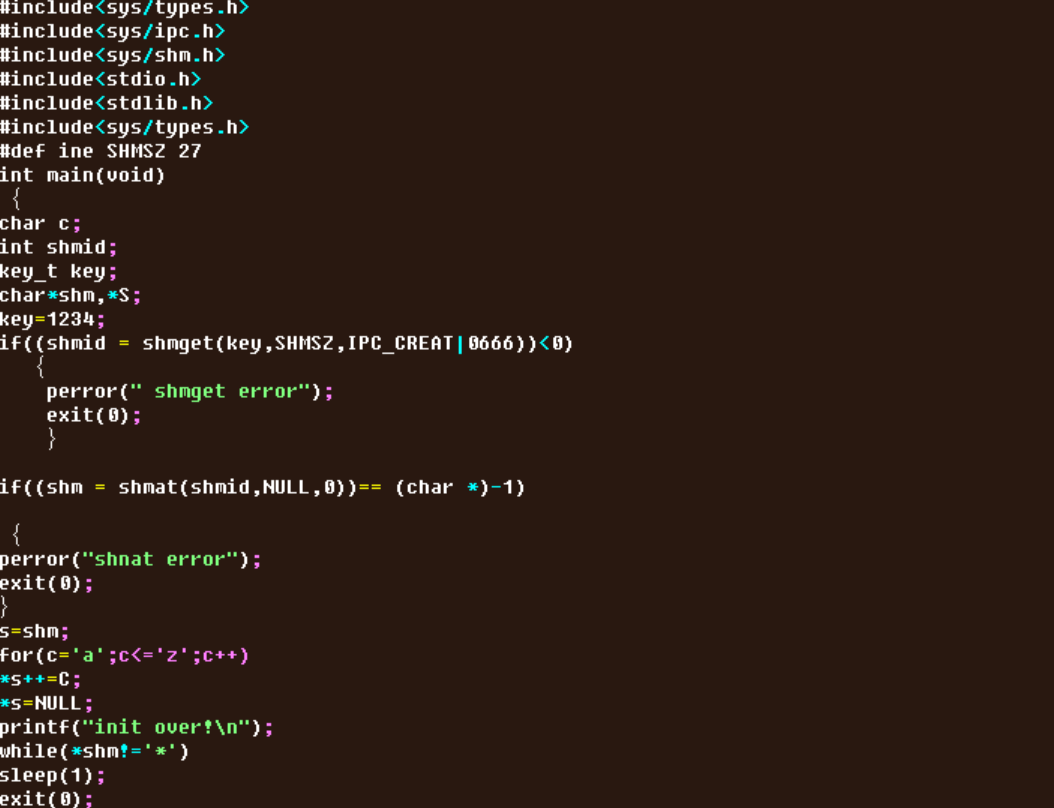 #include<sys/types.h>
#include<sys/ipc.h>
#include<sys/shm.h>
#include<stdio.h>
#include<stdlib.h>
#include<sys/types.h>
#def ine SHMSZ 27
int main(void)
{
char c;
int shmid;
key_t key;
char*shm,*S;
key=1234;
if((shmid = shmget(key,SHMSZ,IPC_CREAT|0666))<0)
{
perror(" shmget error");
exit(0);
}
if((shm = shmat(shmid,NULL,0))== (char *)-1)
{
perror("shnat error");
exit(0);
}
s=shm;
for(c='a';c<='z';c++)
*s++=C;
*s=NULL;
printf("init over!\n");
while(*shm!='*')
sleep(1);
exit(0);